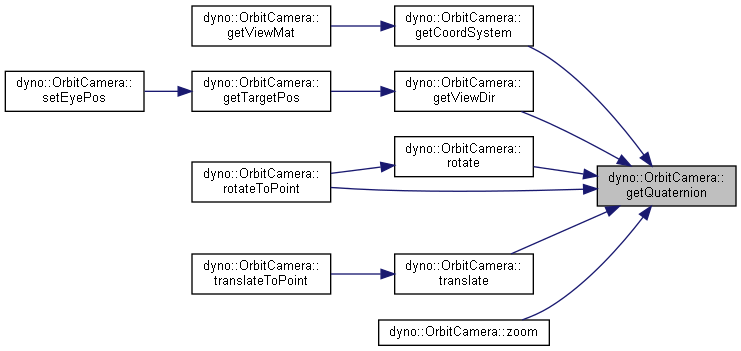 dyno::OrbitCamera::
getViewMat
dyno::OrbitCamera::
getCoordSystem
dyno::OrbitCamera::
setEyePos
dyno::OrbitCamera::
getTargetPos
dyno::OrbitCamera::
getViewDir
dyno::OrbitCamera::
rotate
dyno::OrbitCamera::
rotateToPoint
dyno::OrbitCamera::
getQuaternion
dyno::OrbitCamera::
translateToPoint
dyno::OrbitCamera::
translate
dyno::OrbitCamera::zoom